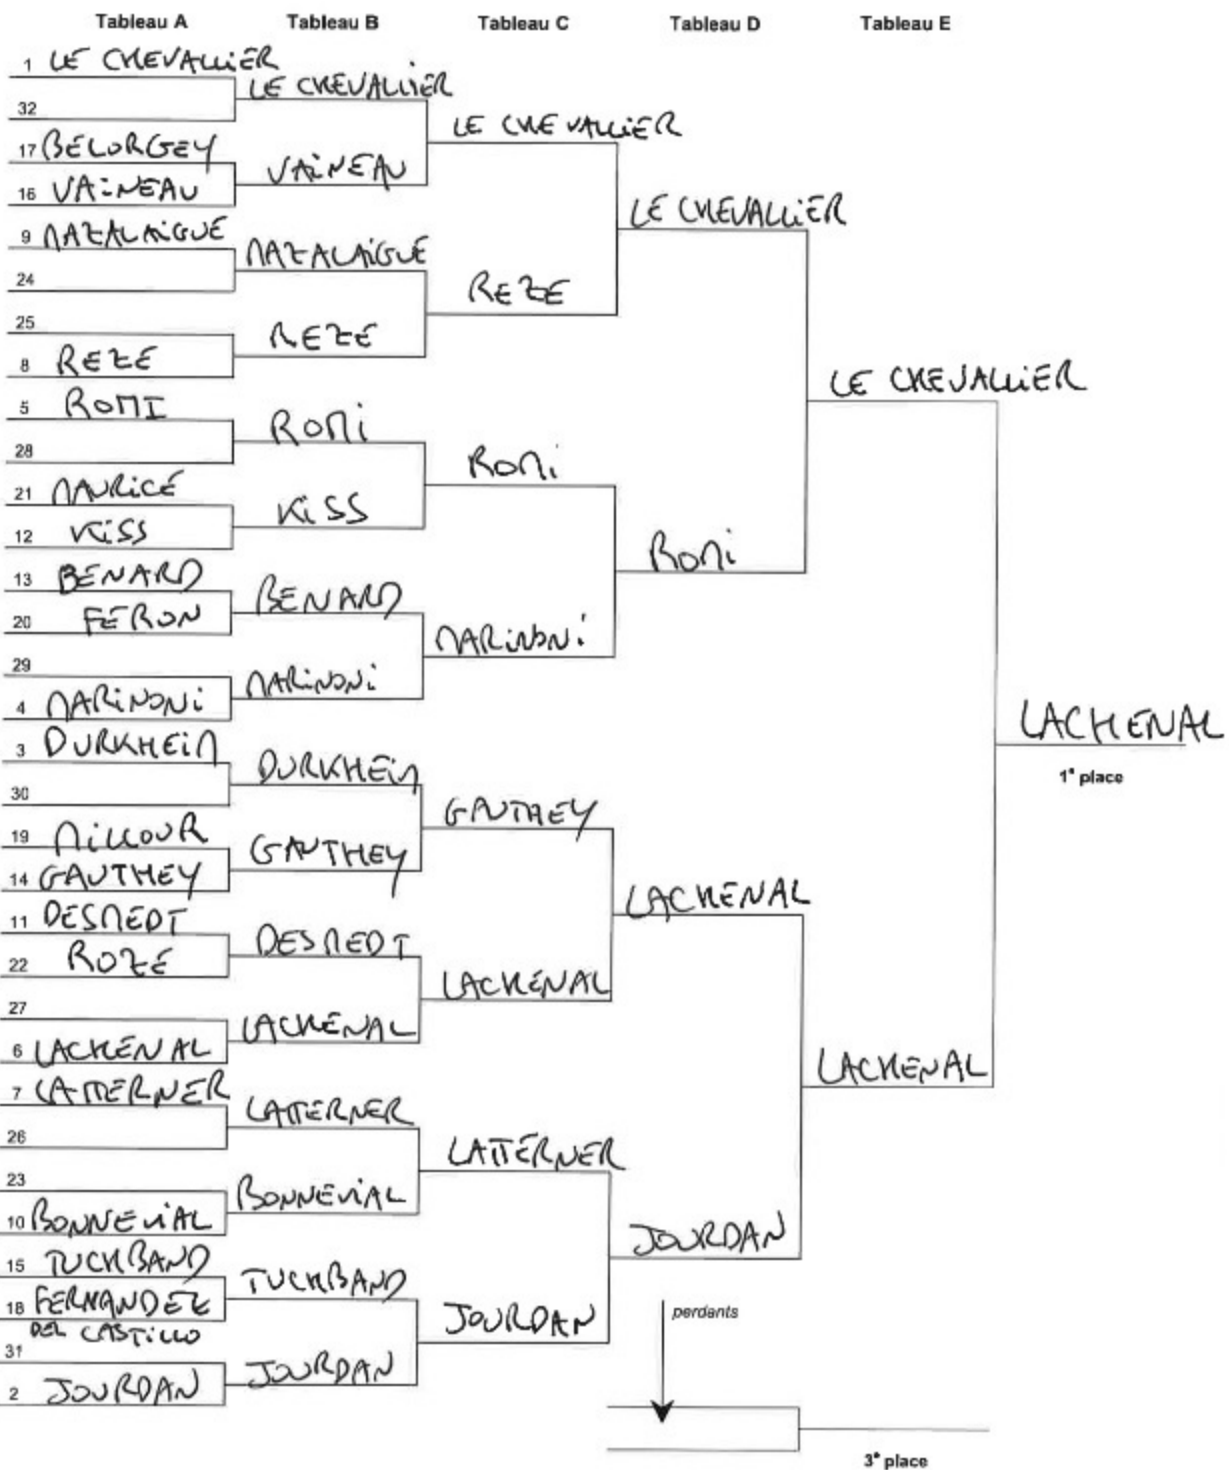 Tableau A Tableau B Tableau C Tableau D Tableau E
1 LE CHEVALLIER
LE CHEVALLIER
32
LE CHEVALLIER
17 BELORGEY
VAINEAU
16 VAINEAU
LE CHEVALLIER
9 MAZALAIGUE
MAZALAIGUE
24
REZE
25
REZE
8 REZE
LE CHEVALLIER
5 ROMI
ROMI
28
ROMI
21 MAURICE
KISS
12 KISS
ROMI
13 BENARD
BENARD
20 FERON
MARINONI
29
MARINONI
4 MARINONI
LACHENAL
1° place
3 DURKHEIM
DURKHEIM
30
GAUTHEY
19 MILLOUR
GAUTHEY
14 GAUTHEY
LACHENAL
11 DESMEDT
DESMEDT
22 ROZE
LACHENAL
27
LACHENAL
6 LACHENAL
LACHENAL
7 LATTERNER
LATTERNER
26
LATTERNER
23
BONNEVIAL
10 BONNEVIAL
JOURDAN
15 TUCHBAND
TUCHBAND
18 FERNANDEZ
DEL CASTILLO
perdants
JOURDAN
31
JOURDAN
2 JOURDAN
3° place